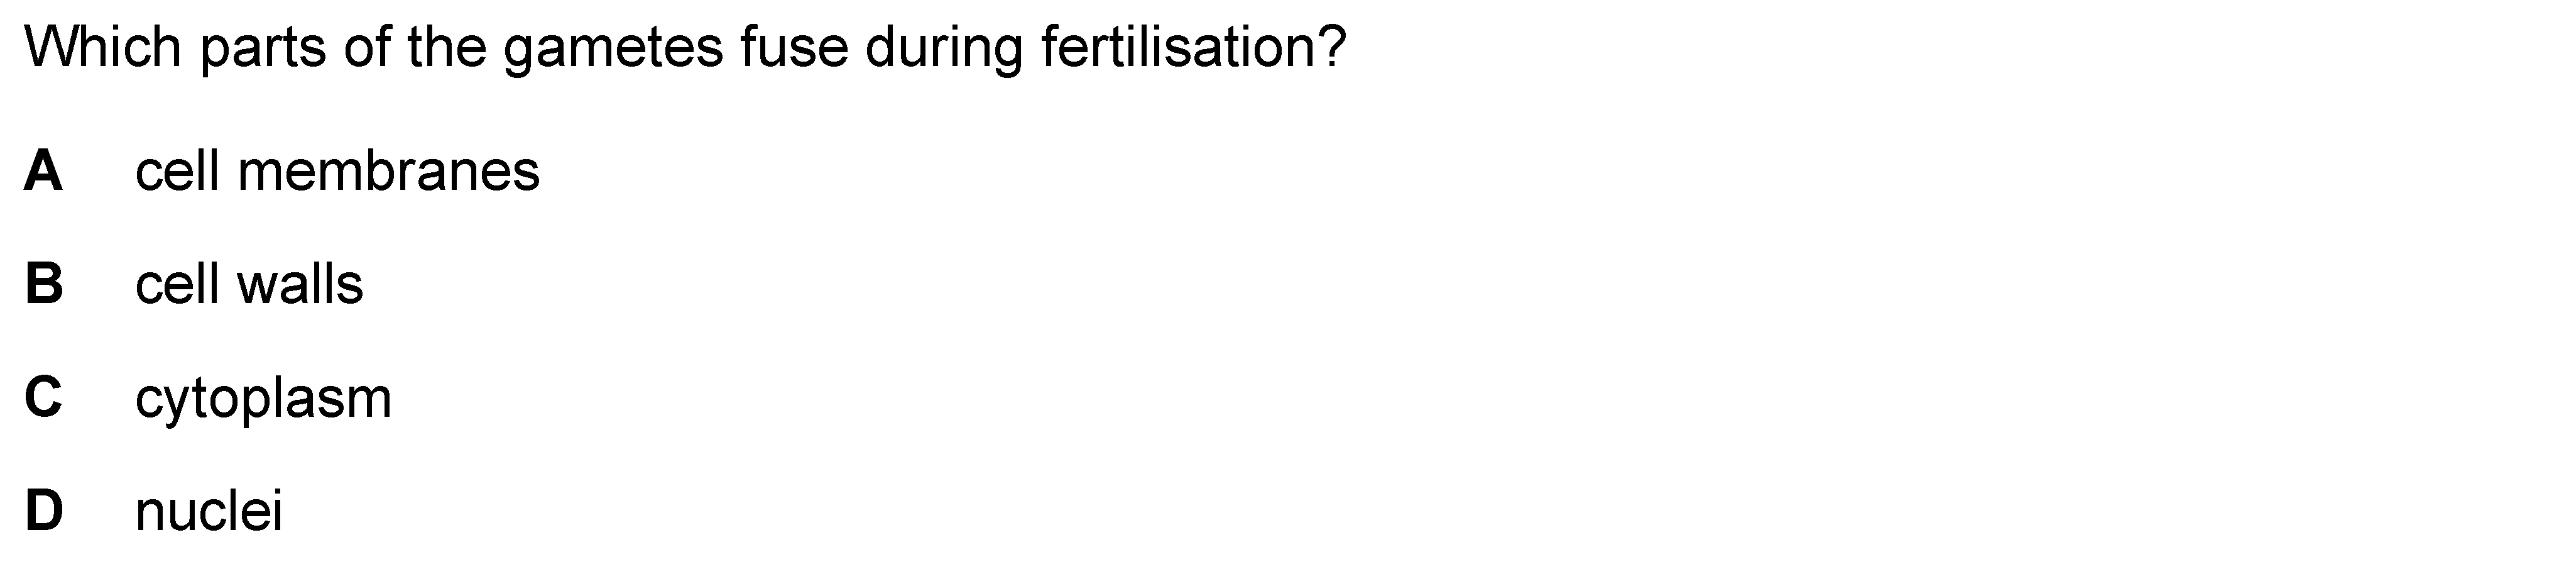 Which parts of the gametes fuse during fertilisation?
A cell membranes
B cell walls
C cytoplasm
D nuclei